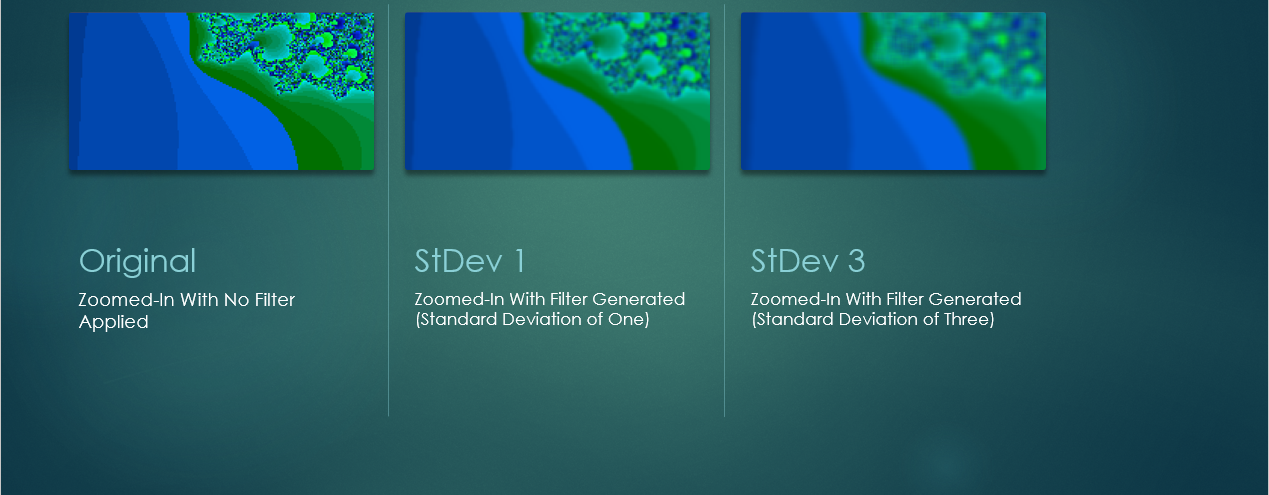 Original
Zoomed-In With No Filter
Applied
StDev 1
Zoomed-In With Filter Generated
(Standard Deviation of One)
StDev 3
Zoomed-In With Filter Generated
(Standard Deviation of Three)